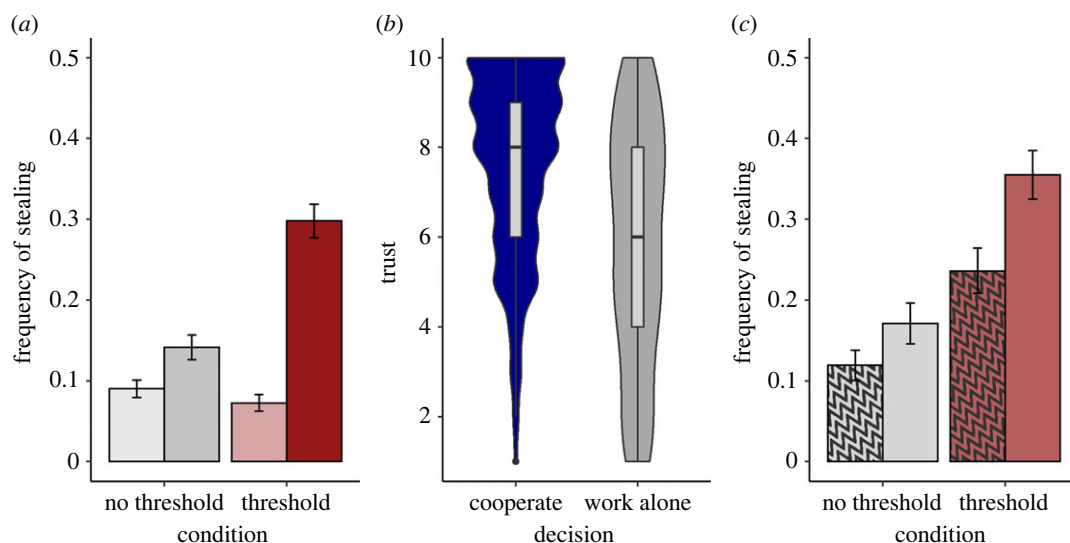 (a)
frequency of stealing
0.5
0.4
0.3
0.2
0.1
0
no threshold threshold
condition
(b)
trust
10
8
6
4
2
cooperate work alone
decision
(c)
frequency of stealing
0.5
0.4
0.3
0.2
0.1
0
no threshold threshold
condition